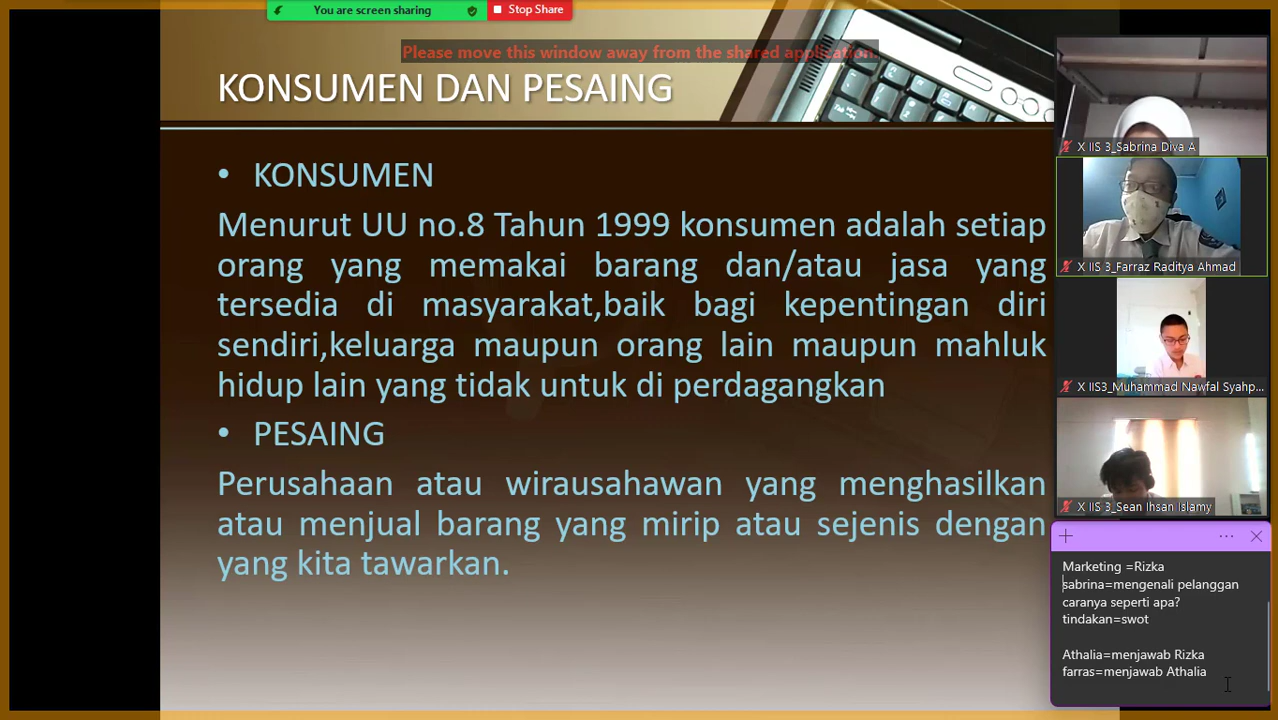 You are screen sharing
Stop Share
Please move this window away from the shared application.
KONSUMEN DAN PESAING
• KONSUMEN
Menurut UU no.8 Tahun 1999 konsumen adalah setiap
orang yang memakai barang dan/atau jasa yang
tersedia di masyarakat,baik bagi kepentingan diri
sendiri,keluarga maupun orang lain maupun mahluk
hidup lain yang tidak untuk di perdagangkan
• PESAING
Perusahaan atau wirausahawan yang menghasilkan
atau menjual barang yang mirip atau sejenis dengan
yang kita tawarkan.
X IIS 3_Sabrina Diva A
X IIS 3_Farraz Raditya Ahmad
X IIS3_Muhammad Nawfal Syahp...
X IIS 3_Sean Ihsan Islamy
Marketing =Rizka
sabrina=mengenali pelanggan
caranya seperti apa?
tindakan=swot
Athalia=menjawab Rizka
farras=menjawab Athalia